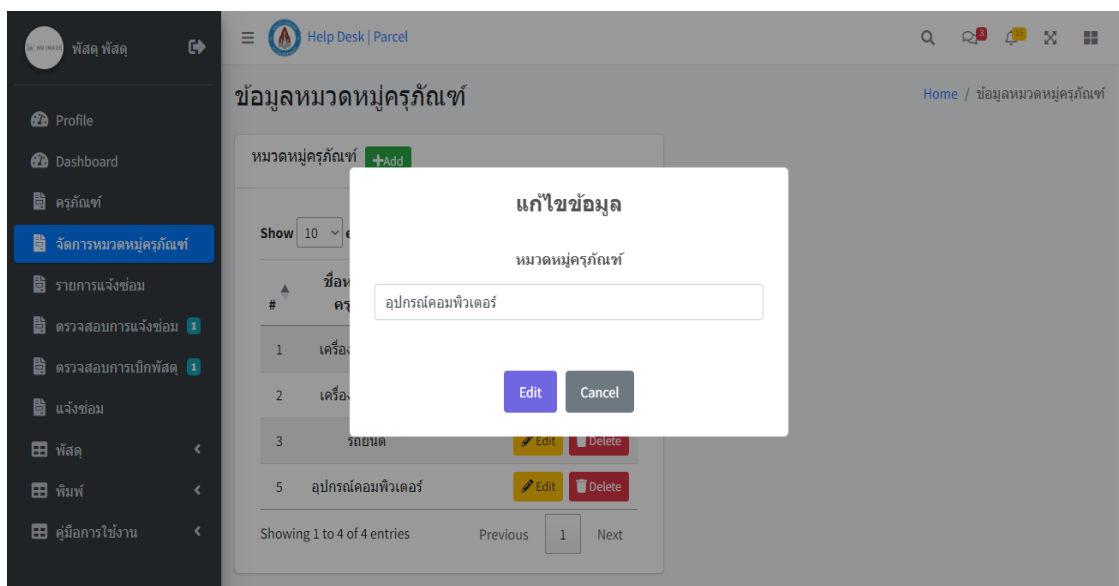 พัสดุ พัสดุ
Help Desk | Parcel
3
15
Profile
Dashboard
ครุภัณฑ์
จัดการหมวดหมู่ครุภัณฑ์
รายการแจ้งซ่อม
ตรวจสอบการแจ้งซ่อม 1
ตรวจสอบการเบิกพัสดุ 1
แจ้งซ่อม
พัสดุ
พิมพ์
คู่มือการใช้งาน
ข้อมูลหมวดหมู่ครุภัณฑ์
Home / ข้อมูลหมวดหมู่ครุภัณฑ์
หมวดหมู่ครุภัณฑ์ +Add
Show 10
#
1
2
3 รถยนต์ Edit Delete
5 อุปกรณ์คอมพิวเตอร์ Edit Delete
Showing 1 to 4 of 4 entries Previous 1 Next
แก้ไขข้อมูล
หมวดหมู่ครุภัณฑ์
อุปกรณ์คอมพิวเตอร์
Edit Cancel